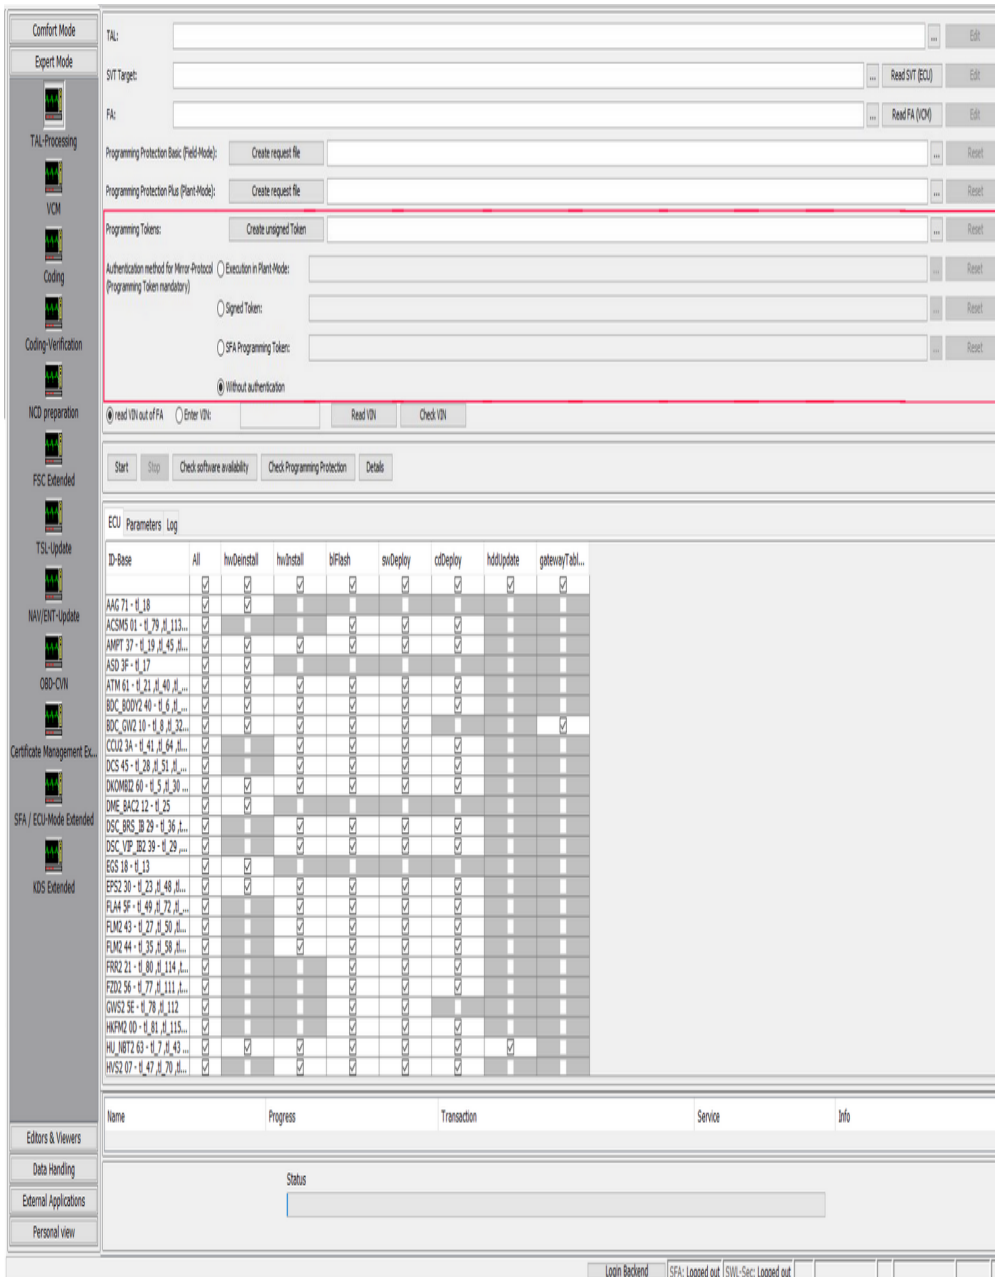 Comfort Mode
Expert Mode
TAL-Processing
VCM
Coding
Coding-Verification
NCD preparation
FSC Extended
TSL-Update
NAV/ENT-Update
OBD-CVN
Certificate Management Ex...
SFA / ECU-Mode Extended
KDS Extended
Editors & Viewers
Data Handling
External Applications
Personal view
TAL: ... Edit
SVT Target: ... Read SVT (ECU) Edit
FA: ... Read FA (VCM) Edit
Programming Protection Basic (Field-Mode): Create request file ... Reset
Programming Protection Plus (Plant-Mode): Create request file ... Reset
Programming Tokens: Create unsigned Token ... Reset
Authentication method for Mirror-Protocol Execution in Plant-Mode: ... Reset
(Programming Token mandatory)
Signed Token: ... Reset
SFA Programming Token: ... Reset
Without authentication
read VIN out of FA Enter VIN: Read VIN Check VIN
Start Stop Check software availability Check Programming Protection Details
ECU Parameters Log
ID-Base All hwDeinstall hwInstall blFlash swDeploy cdDeploy hddUpdate gatewayTabl...
AAG 71 - tl_18
ACSM5 01 - tl_79 ,tl_113...
AMPT 37 - tl_19 ,tl_45 ,tl...
ASD 3F - tl_17
ATM 61 - tl_21 ,tl_40 ,tl_...
BDC_BODY2 40 - tl_6 ,tl_...
BDC_GW2 10 - tl_8 ,tl_32...
CCU2 3A - tl_41 ,tl_64 ,tl...
DCS 45 - tl_28 ,tl_51 ,tl_...
DKOMBI2 60 - tl_5 ,tl_30 ...
DME_BAC2 12 - tl_25
DSC_BRS_IB 29 - tl_36 ,t...
DSC_VIP_IB2 39 - tl_29 ,...
EGS 18 - tl_13
EPS2 30 - tl_23 ,tl_48 ,tl...
FLA4 5F - tl_49 ,tl_72 ,tl_...
FLM2 43 - tl_27 ,tl_50 ,tl...
FLM2 44 - tl_35 ,tl_58 ,tl...
FRR2 21 - tl_80 ,tl_114 ,t...
FZD2 56 - tl_77 ,tl_111 ,t...
GWS2 5E - tl_78 ,tl_112
HKFM2 0D - tl_81 ,tl_115...
HU_NBT2 63 - tl_7 ,tl_43 ...
HVS2 07 - tl_47 ,tl_70 ,tl...
Name Progress Transaction Service Info
Status
Login Backend SFA: Logged out SWL-Sec: Logged out